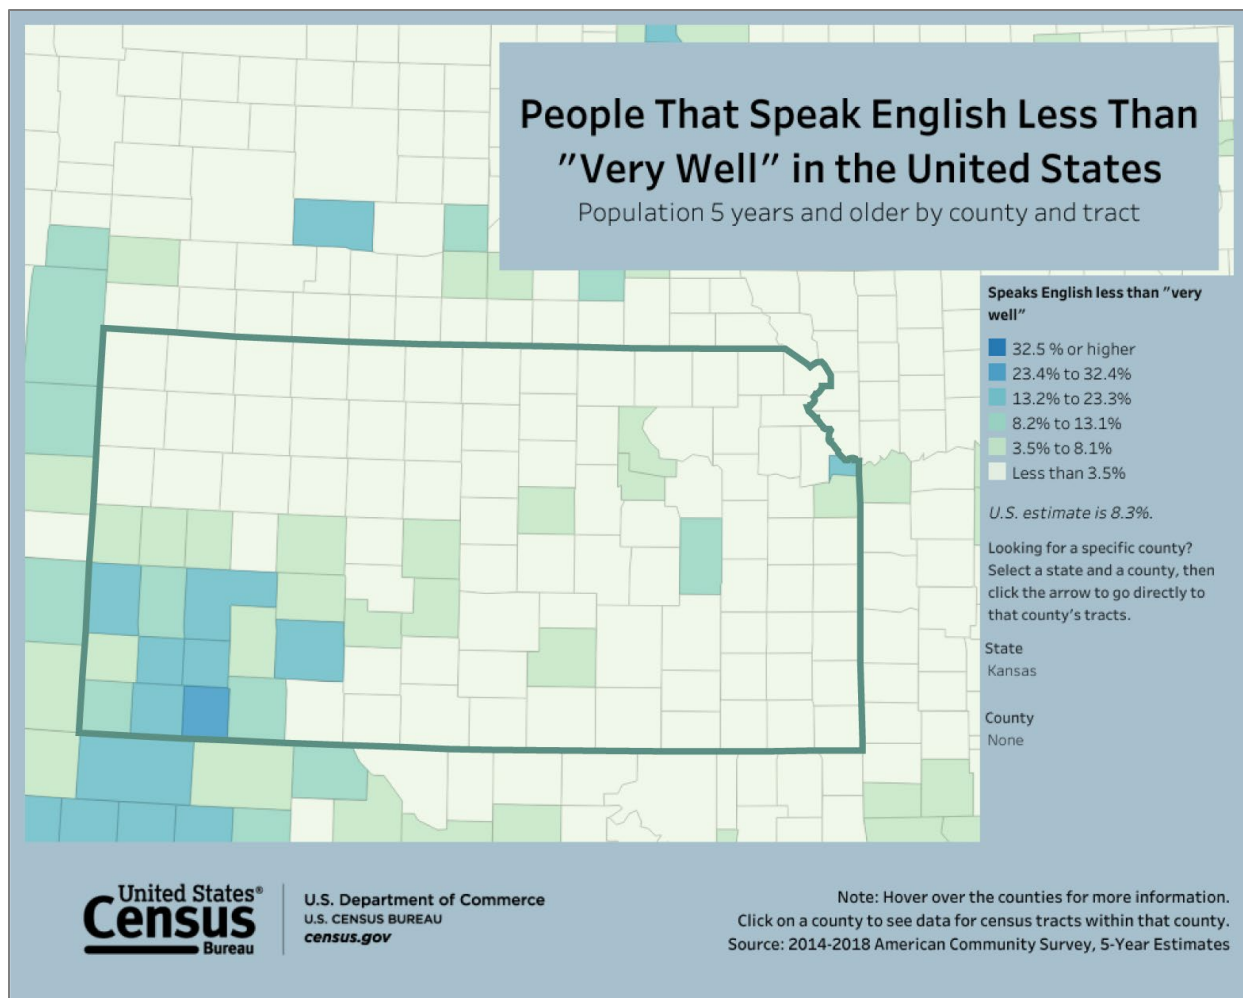 People That Speak English Less Than
"Very Well" in the United States
Population 5 years and older by county and tract
Speaks English less than "very
well"
32.5 % or higher
23.4% to 32.4%
13.2% to 23.3%
8.2% to 13.1%
3.5% to 8.1%
Less than 3.5%
U.S. estimate is 8.3%.
Looking for a specific county?
Select a state and a county, then
click the arrow to go directly to
that county's tracts.
State
Kansas
County
None
United States®
Census
Bureau
U.S. Department of Commerce
U.S. CENSUS BUREAU
census.gov
Note: Hover over the counties for more information.
Click on a county to see data for census tracts within that county.
Source: 2014-2018 American Community Survey, 5-Year Estimates